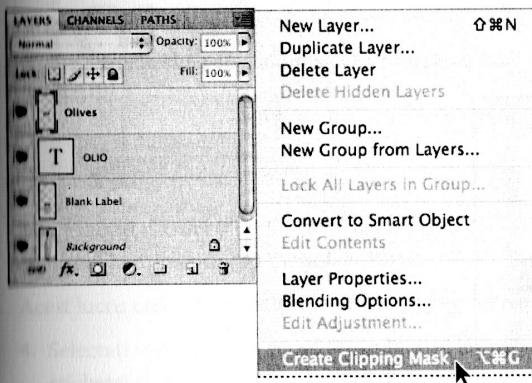 LAYERS CHANNELS PATHS
Normal Opacity: 100%
Lock: Fill: 100%
Olives
T OLIO
Blank Label
Background
fx.
New Layer... ⇧⌘N
Duplicate Layer...
Delete Layer
Delete Hidden Layers
New Group...
New Group from Layers...
Lock All Layers in Group...
Convert to Smart Object
Edit Contents
Layer Properties...
Blending Options...
Edit Adjustment...
Create Clipping Mask ⌥⌘G